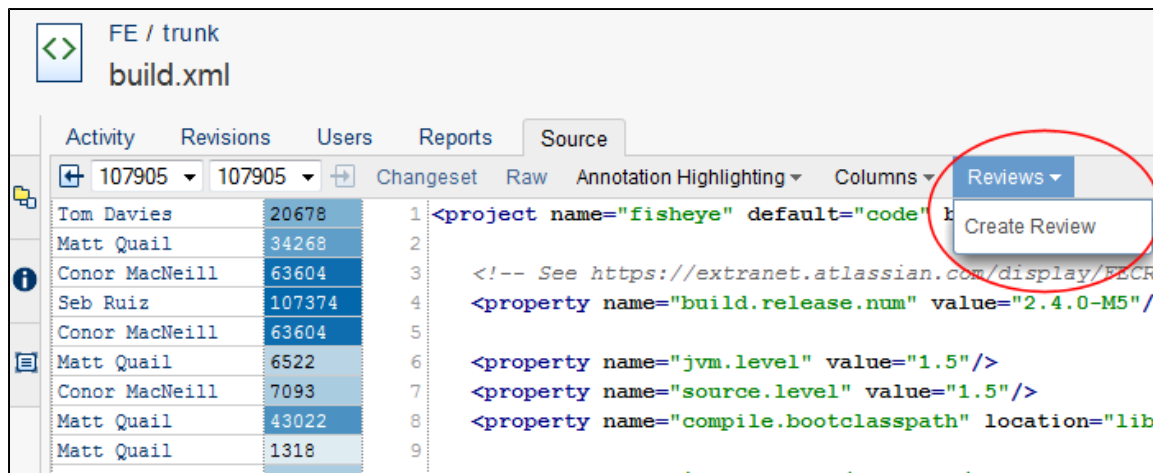 FE / trunk
build.xml
Activity Revisions Users Reports Source
107905 107905 Changeset Raw Annotation Highlighting Columns Reviews
Create Review
Tom Davies 20678 1 <project name="fisheye" default="code" b
Matt Quail 34268 2
Conor MacNeill 63604 3 <!-- See https://extranet.atlassian.com/display/FECR
Seb Ruiz 107374 4 <property name="build.release.num" value="2.4.0-M5"/
Conor MacNeill 63604 5
Matt Quail 6522 6 <property name="jvm.level" value="1.5"/>
Conor MacNeill 7093 7 <property name="source.level" value="1.5"/>
Matt Quail 43022 8 <property name="compile.bootclasspath" location="lib
Matt Quail 1318 9